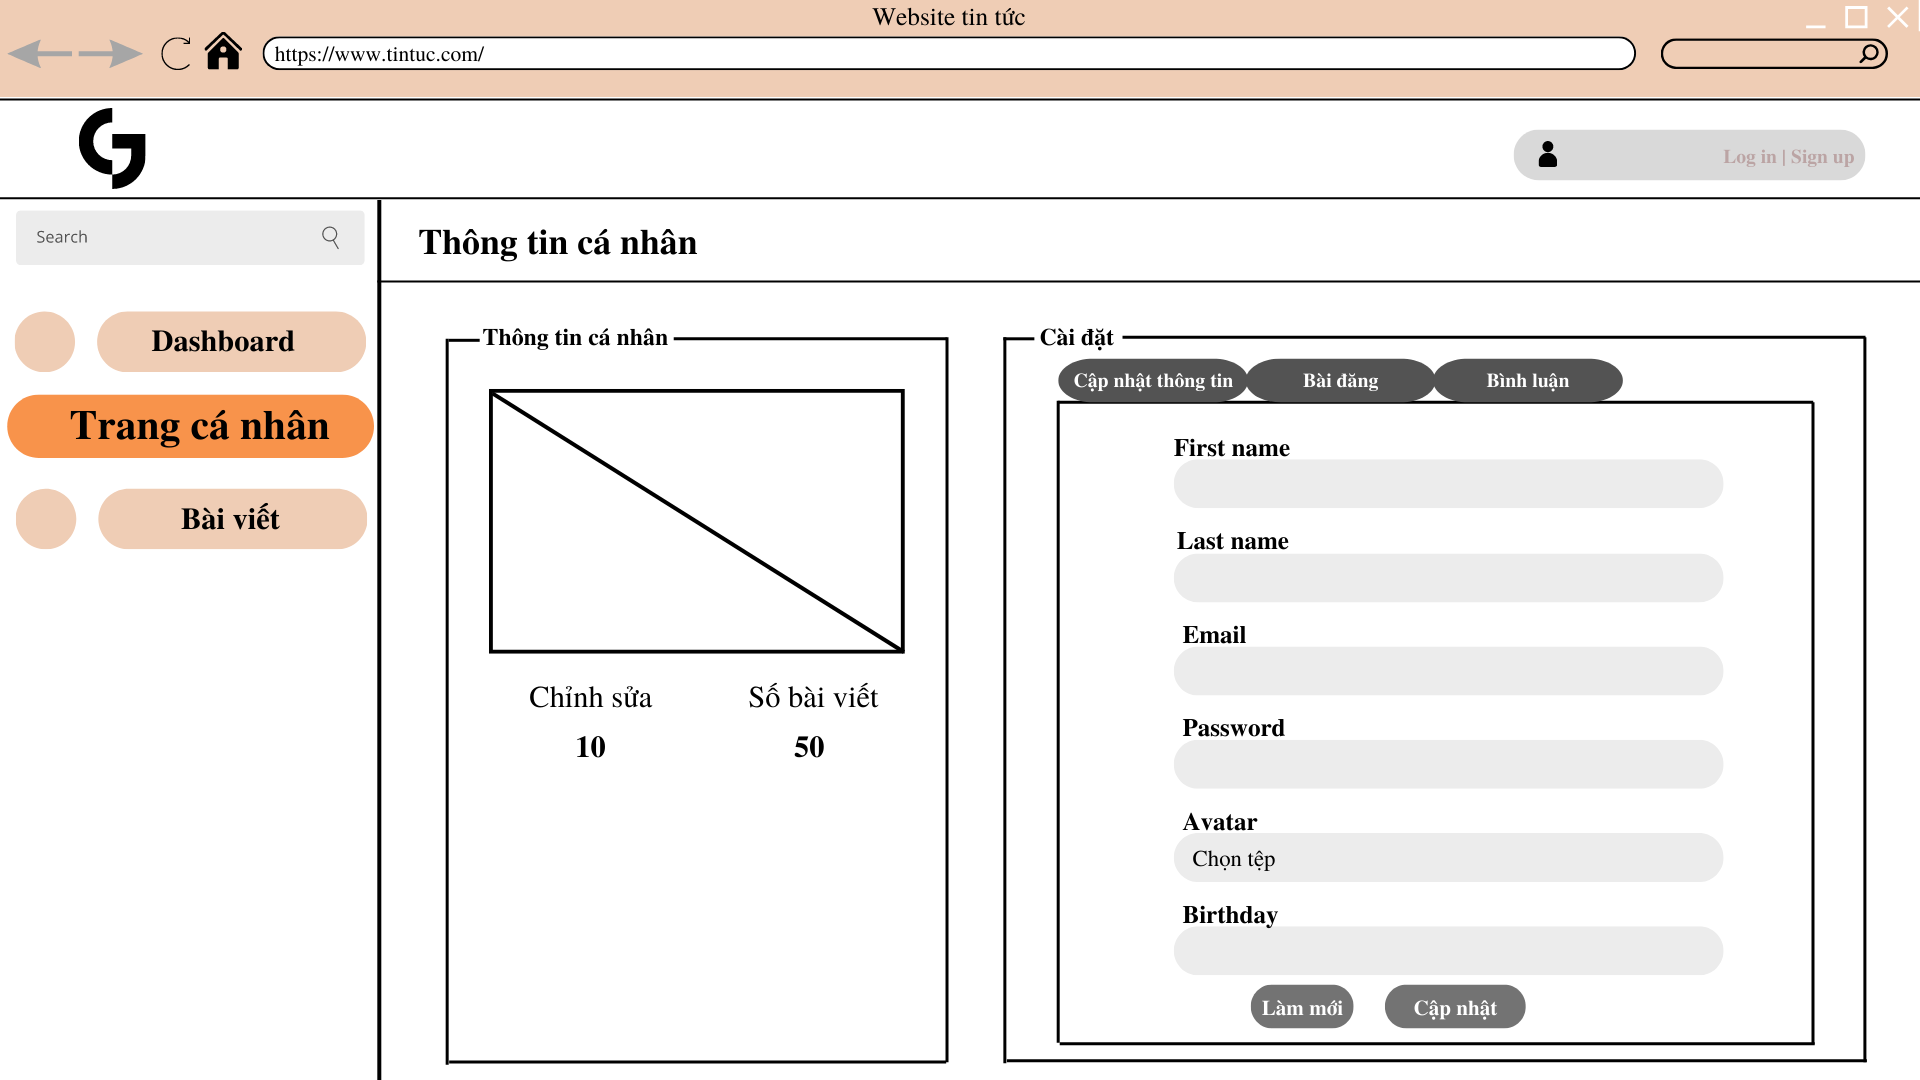 Website tin tức
https://www.tintuc.com/
Log in | Sign up
Search
Dashboard
Trang cá nhân
Bài viết
Thông tin cá nhân
Thông tin cá nhân
Chỉnh sửa
Số bài viết
10
50
Cài đặt
Cập nhật thông tin
Bài đăng
Bình luận
First name
Last name
Email
Password
Avatar
Chọn tệp
Birthday
Làm mới
Cập nhật